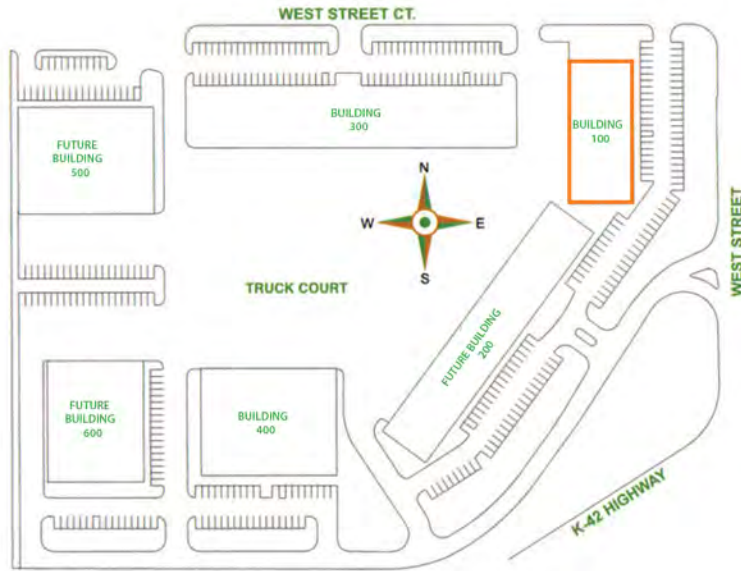 WEST STREET CT.
BUILDING
300
BUILDING
100
FUTURE
BUILDING
500
N
W
E
S
WEST STREET
TRUCK COURT
FUTURE BUILDING
200
FUTURE
BUILDING
600
BUILDING
400
K-42 HIGHWAY